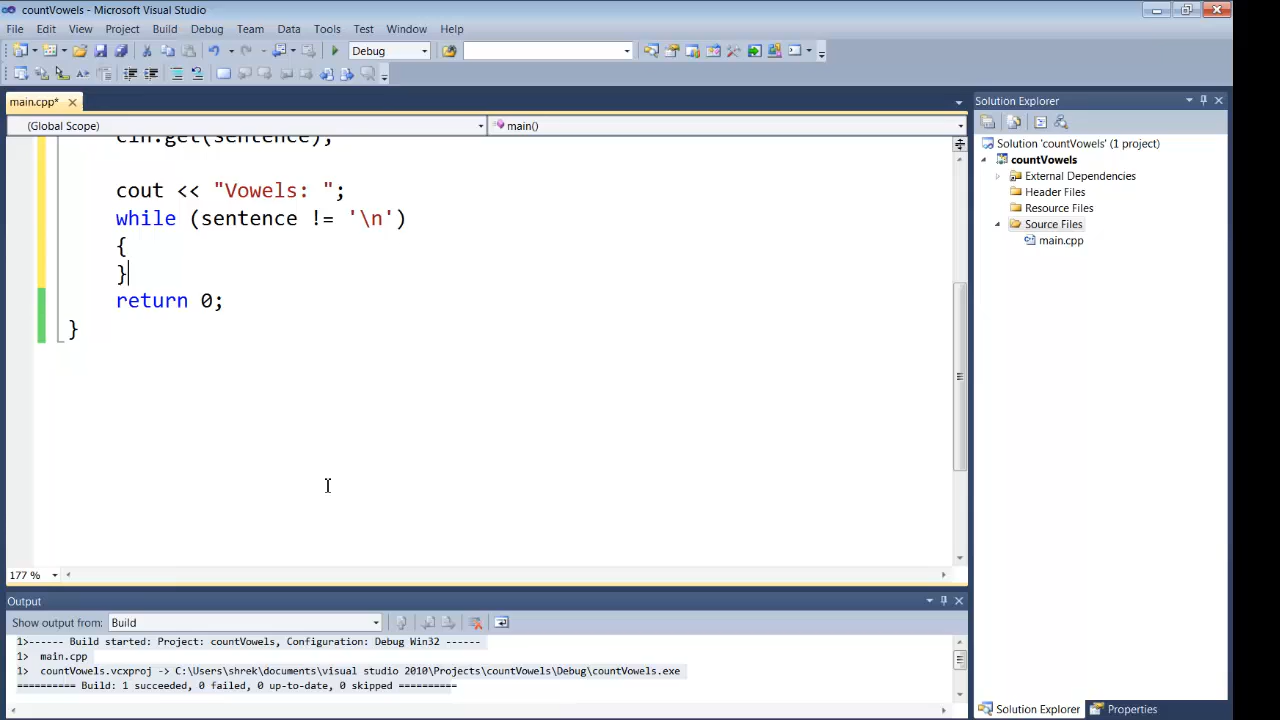 countVowels - Microsoft Visual Studio
File Edit View Project Build Debug Team Data Tools Test Window Help
Debug
main.cpp*
(Global Scope) main()
cin.get(sentence);
cout << "Vowels: ";
while (sentence != '\n')
{
}
return 0;
}
177 %
Solution Explorer
Solution 'countVowels' (1 project)
countVowels
External Dependencies
Header Files
Resource Files
Source Files
main.cpp
Output
Show output from: Build
1>------ Build started: Project: countVowels, Configuration: Debug Win32 ------
1> main.cpp
1> countVowels.vcxproj -> C:\Users\shrek\documents\visual studio 2010\Projects\countVowels\Debug\countVowels.exe
========== Build: 1 succeeded, 0 failed, 0 up-to-date, 0 skipped ==========
Solution Explorer Properties